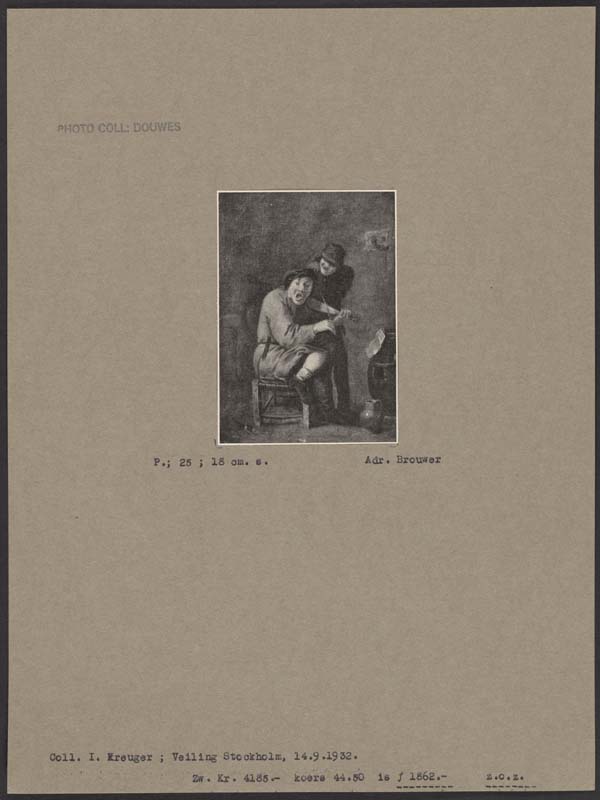 PHOTO COLL: DOUWES
P.; 25 ; 18 cm. s. Adr. Brouwer
Coll. I. Kreuger ; Veiling Stockholm, 14.9.1932.
Zw. Kr. 4185.- koers 44.50 is ƒ 1862.- z.o.z.